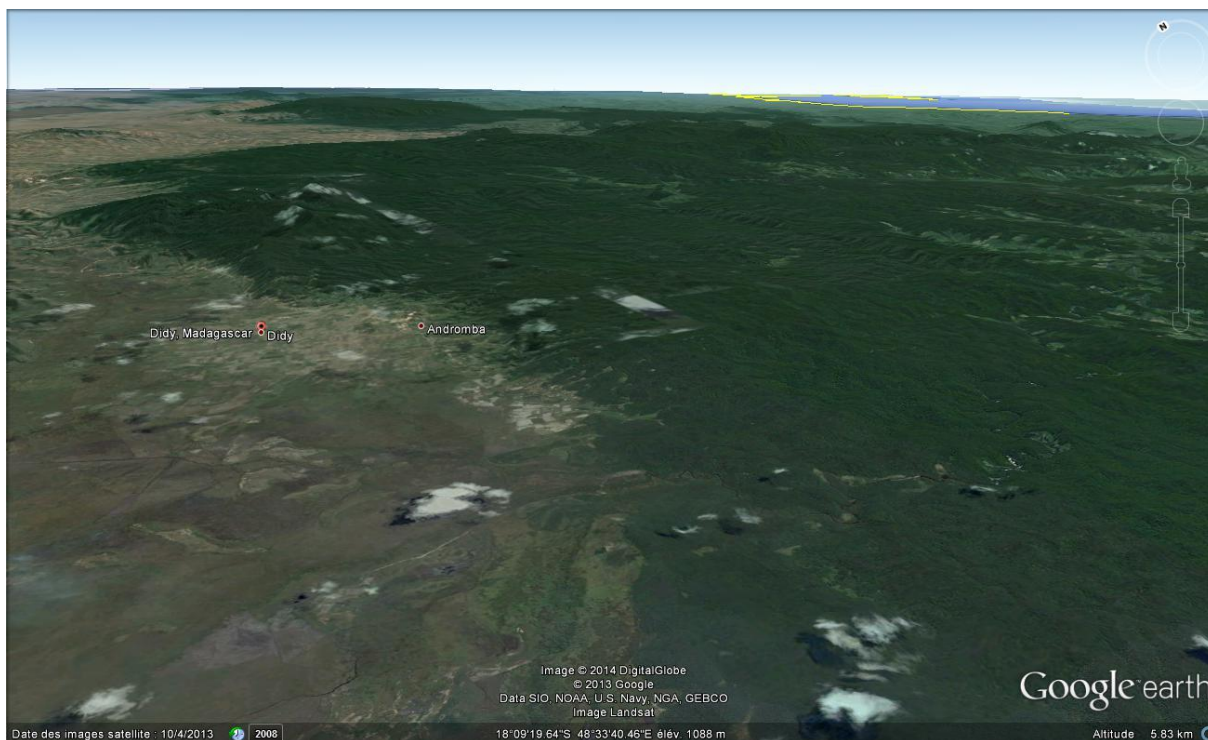 N
Didy, Madagascar
Didy
Andromba
Image © 2014 DigitalGlobe
© 2013 Google
Data SIO, NOAA, U.S. Navy, NGA, GEBCO
Image Landsat
Google earth
Date des images satellite : 10/4/2013 2008 18°09'19.64"S 48°33'40.46"E élév. 1088 m Altitude 5.83 km